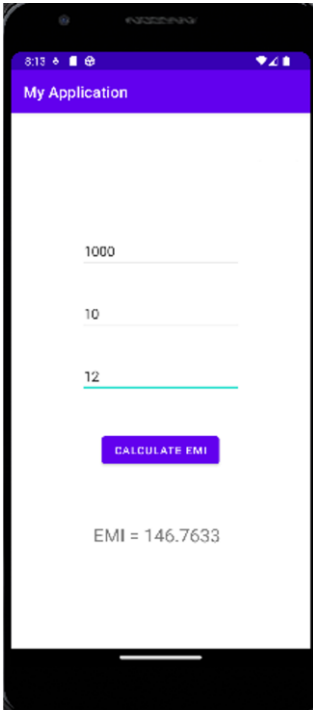 8:13
My Application
1000
10
12
CALCULATE EMI
EMI = 146.7633